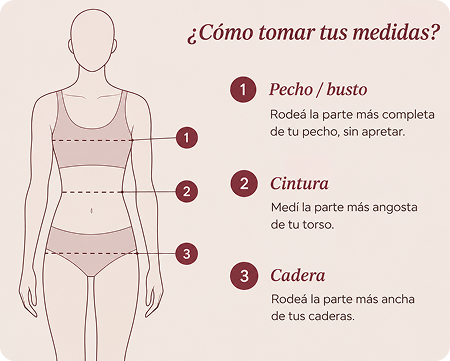 ¿Cómo tomar tus medidas?
1 Pecho / busto
Rodeá la parte más completa
de tu pecho, sin apretar.
1
2 Cintura
Medí la parte más angosta
de tu torso.
2
3 Cadera
Rodeá la parte más ancha
de tus caderas.
3